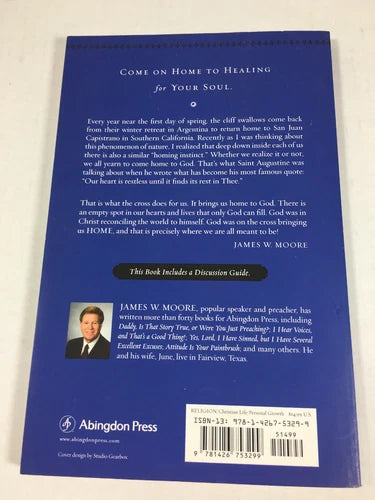 COME ON HOME TO HEALING
for YOUR SOUL.
Every year near the first day of spring, the cliff swallows come
back from their winter retreat in Argentina to return home to San Juan
Capistrano in Southern California. Recently as I was thinking about
this phenomenon of nature, I realized that deep down inside each of us
there is also a similar "homing instinct." Whether we realize it or not,
we all yearn to come home to God. That's what Saint Augustine was
talking about when he wrote what has become his most famous quote:
"Our heart is restless until it finds its rest in Thee."
That is what the cross does for us. It brings us home to God. There is
an empty spot in our hearts and lives that only God can fill. God was in
Christ reconciling the world to himself. God was on the cross bringing
us HOME, and that is precisely where we are all meant to be!
JAMES W. MOORE
This Book Includes a Discussion Guide.
JAMES W. MOORE, popular speaker and preacher, has
written more than forty books for Abingdon Press, including
Daddy, Is That Story True, or Were You Just Preaching?; I Hear Voices,
and That's a Good Thing!; Yes, Lord, I Have Sinned, but I Have Several
Excellent Excuses; Attitude Is Your Paintbrush; and many others. He
and his wife, June, live in Fairview, Texas.
Abingdon Press
www.abingdonpress.com
Cover design by Studio Gearbox
RELIGION/Christian Life/Personal Growth $14.99 U.S.
ISBN-13: 978-1-4267-5329-9
51499
9 781426 753299